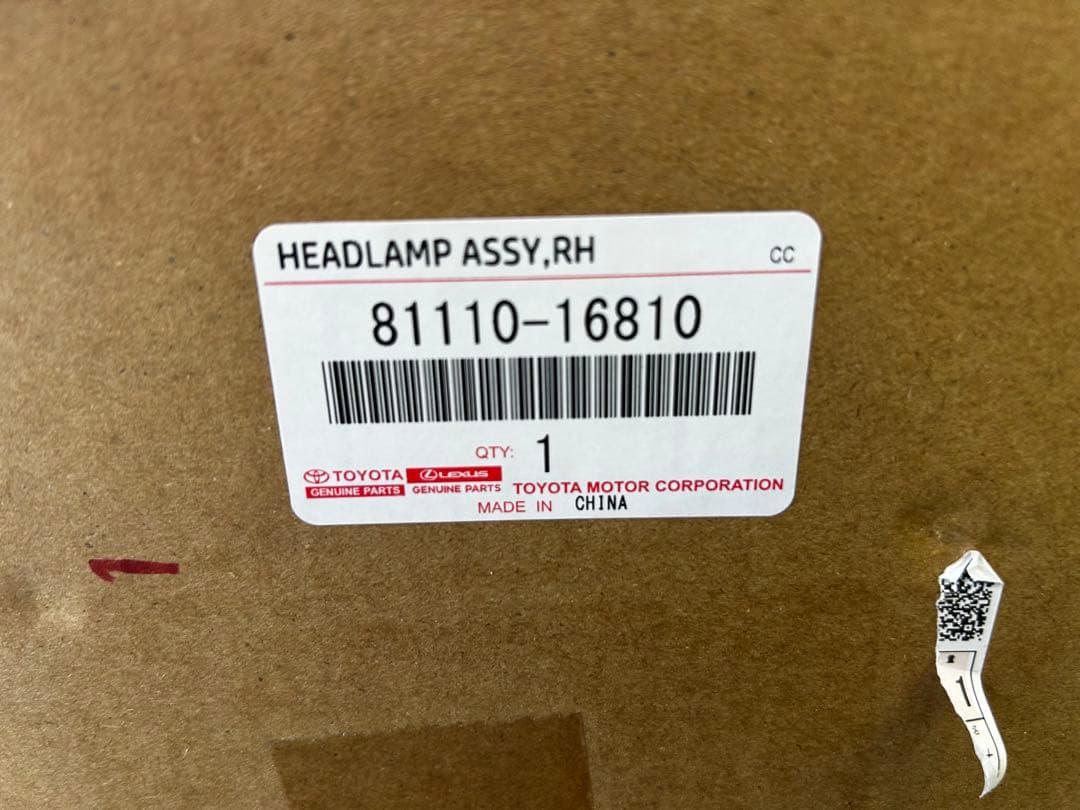 HEADLAMP ASSY,RH CC
81110-16810
QTY: 1
TOYOTA LEXUS
GENUINE PARTS GENUINE PARTS TOYOTA MOTOR CORPORATION
MADE IN CHINA
1
1